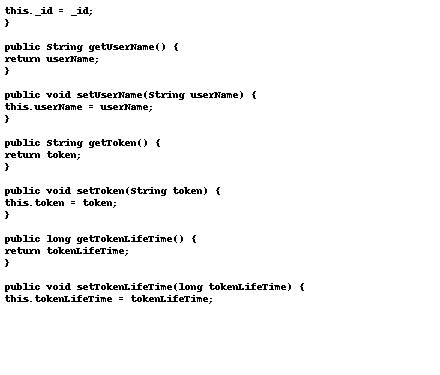 this._id = _id;
}
public String getUserName() {
return userName;
}
public void setUserName(String userName) {
this.userName = userName;
}
public String getToken() {
return token;
}
public void setToken(String token) {
this.token = token;
}
public long getTokenLifeTime() {
return tokenLifeTime;
}
public void setTokenLifeTime(long tokenLifeTime) {
this.tokenLifeTime = tokenLifeTime;